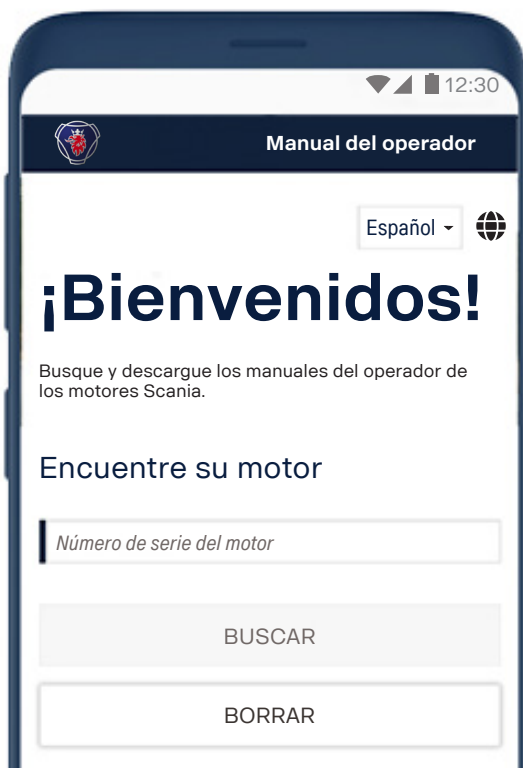 12:30
Manual del operador
Español
¡Bienvenidos!
Busque y descargue los manuales del operador de
los motores Scania.
Encuentre su motor
Número de serie del motor
BUSCAR
BORRAR